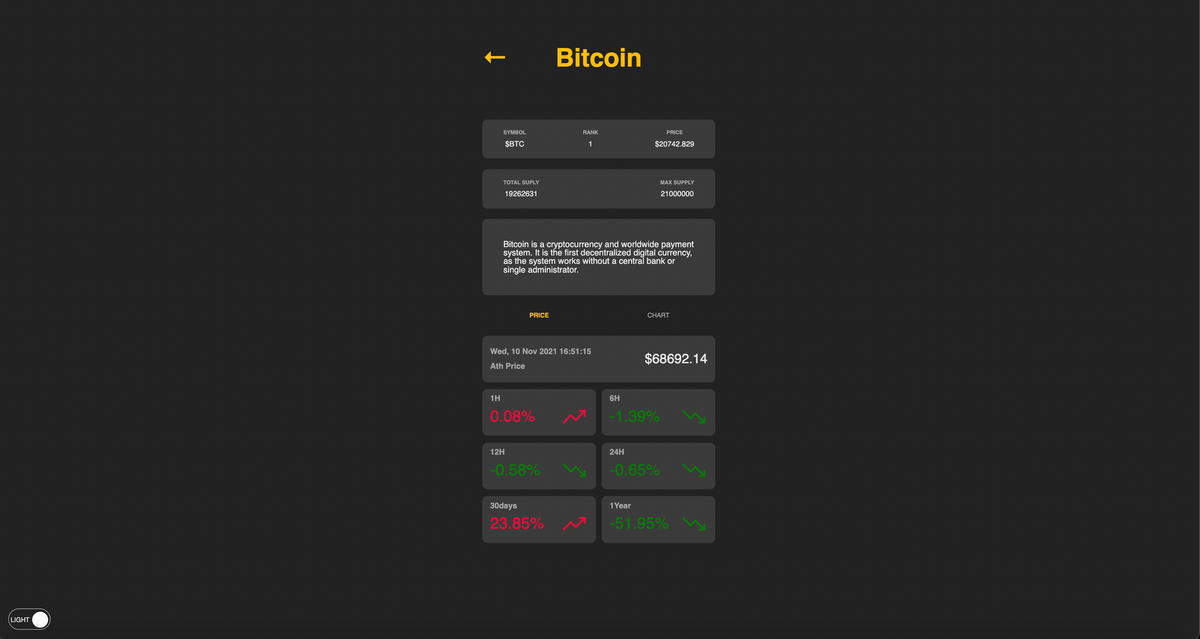 Bitcoin
SYMBOL RANK PRICE
$BTC 1 $20742.829
TOTAL SUPLY MAX SUPPLY
19262631 21000000
Bitcoin is a cryptocurrency and worldwide payment
system. It is the first decentralized digital currency,
as the system works without a central bank or
single administrator.
PRICE CHART
Wed, 10 Nov 2021 16:51:15
Ath Price
$68692.14
1H 6H
0.08% -1.39%
12H 24H
-0.58% -0.65%
30days 1Year
23.85% -51.95%
LIGHT